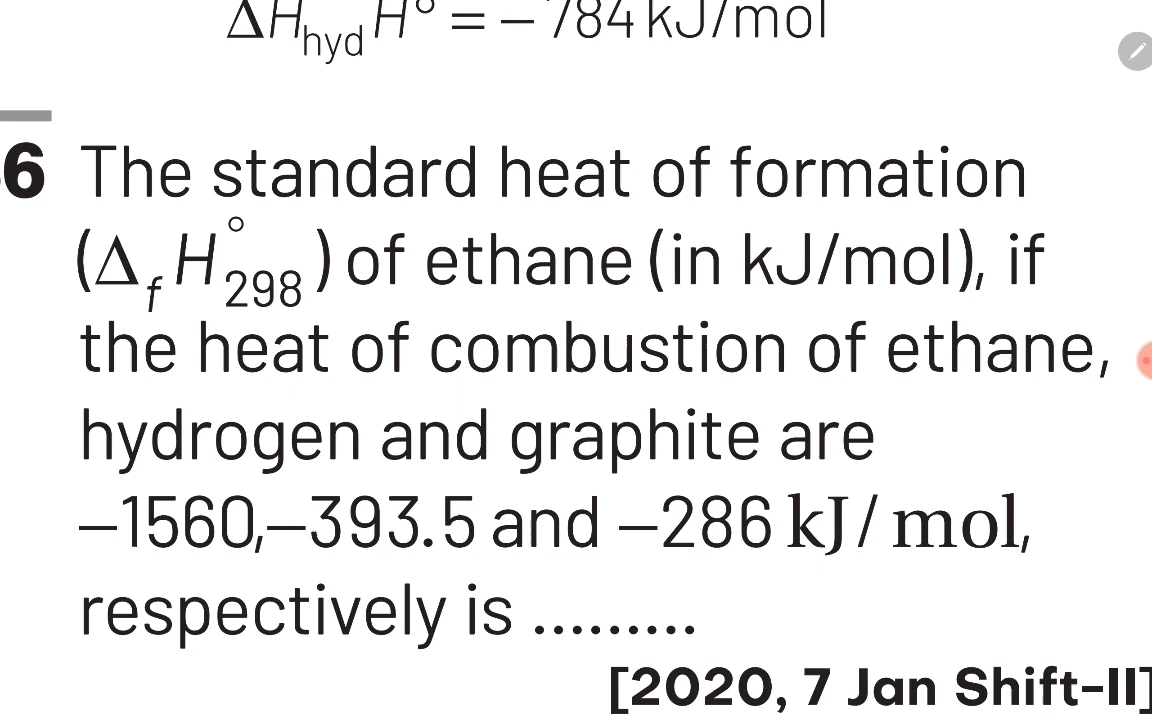 ΔH_hyd H° = – 784 kJ/mol
6 The standard heat of formation
(Δ_f H°_298) of ethane (in kJ/mol), if
the heat of combustion of ethane,
hydrogen and graphite are
–1560,–393.5 and –286 kJ/mol,
respectively is .........
[2020, 7 Jan Shift-II]